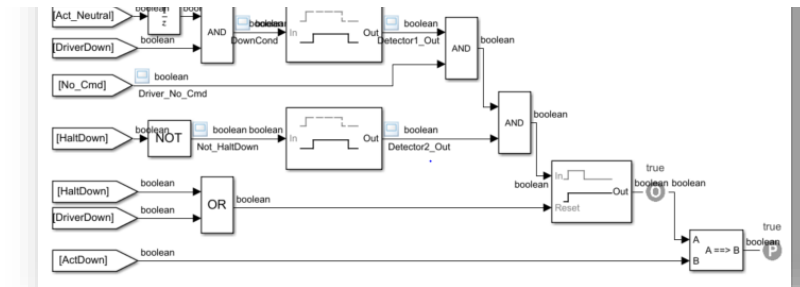 [Act_Neutral]
boolean
z
AND
boolean
In
Out
boolean
AND
boolean
[DriverDown]
boolean
DownCond
Detector1_Out
[No_Cmd]
boolean
Driver_No_Cmd
AND
boolean
[HaltDown]
boolean
NOT
boolean boolean
In
Out
boolean
Not_HaltDown
Detector2_Out
true
In
Out
boolean boolean
O
boolean
Reset
[HaltDown]
boolean
OR
boolean
[DriverDown]
boolean
true
A
A ==> B
B
boolean
P
[ActDown]
boolean